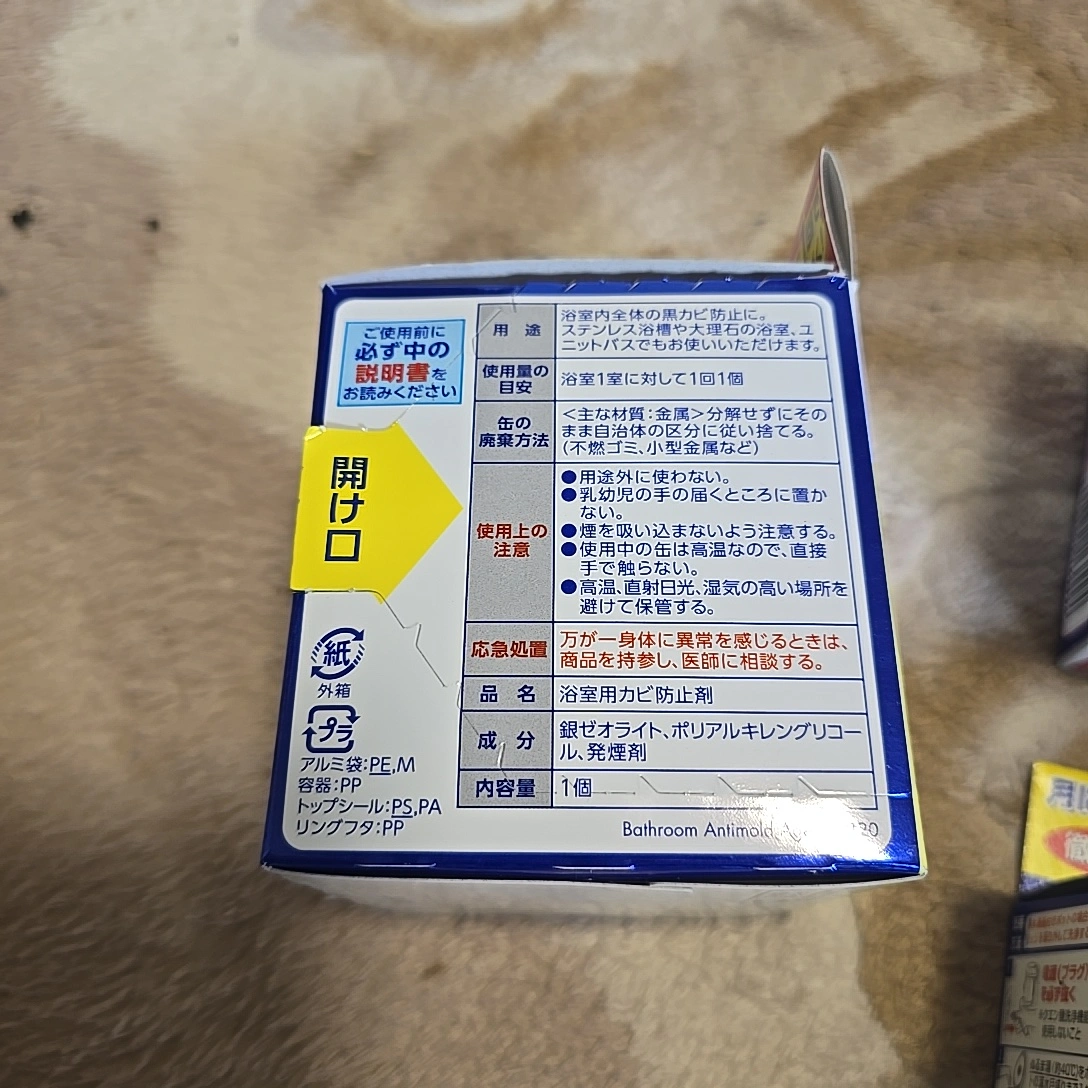 ご使用前に
必ず中の
説明書を
お読みください
開け口
紙
外箱
プラ
アルミ袋:PE,M
容器:PP
トップシール:PS,PA
リングフタ:PP
用 途
浴室内全体の黒カビ防止に。
ステンレス浴槽や大理石の浴室、ユ
ニットバスでもお使いいただけます。
使用量の
目安
浴室1室に対して1回1個
缶の
廃棄方法
<主な材質:金属>分解せずにその
まま自治体の区分に従い捨てる。
(不燃ゴミ、小型金属など)
使用上の
注意
●用途外に使わない。
●乳幼児の手の届くところに置か
ない。
●煙を吸い込まないよう注意する。
●使用中の缶は高温なので、直接
手で触らない。
●高温、直射日光、湿気の高い場所を
避けて保管する。
応急処置
万が一身体に異常を感じるときは、
商品を持参し、医師に相談する。
品 名
浴室用カビ防止剤
成 分
銀ゼオライト、ポリアルキレングリコー
ル、発煙剤
内容量
1個
Bathroom Antimold
電源(プラグ)
を必ず抜く
使用しないこと